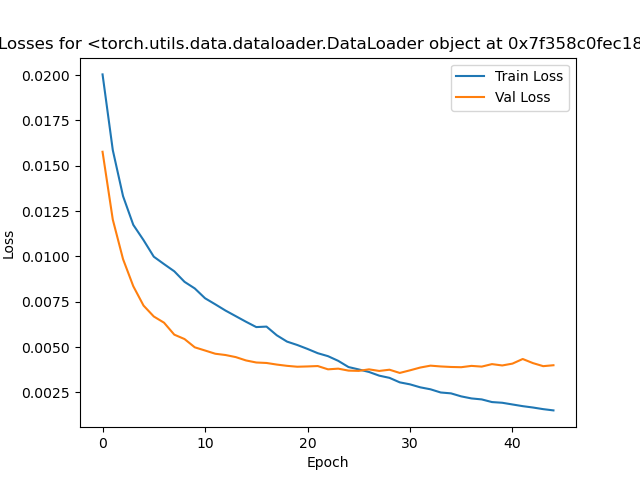 Losses for <torch.utils.data.dataloader.DataLoader object at 0x7f358c0fec18
Train Loss
Val Loss
0.0200
0.0175
0.0150
0.0125
0.0100
0.0075
0.0050
0.0025
Loss
0 10 20 30 40
Epoch